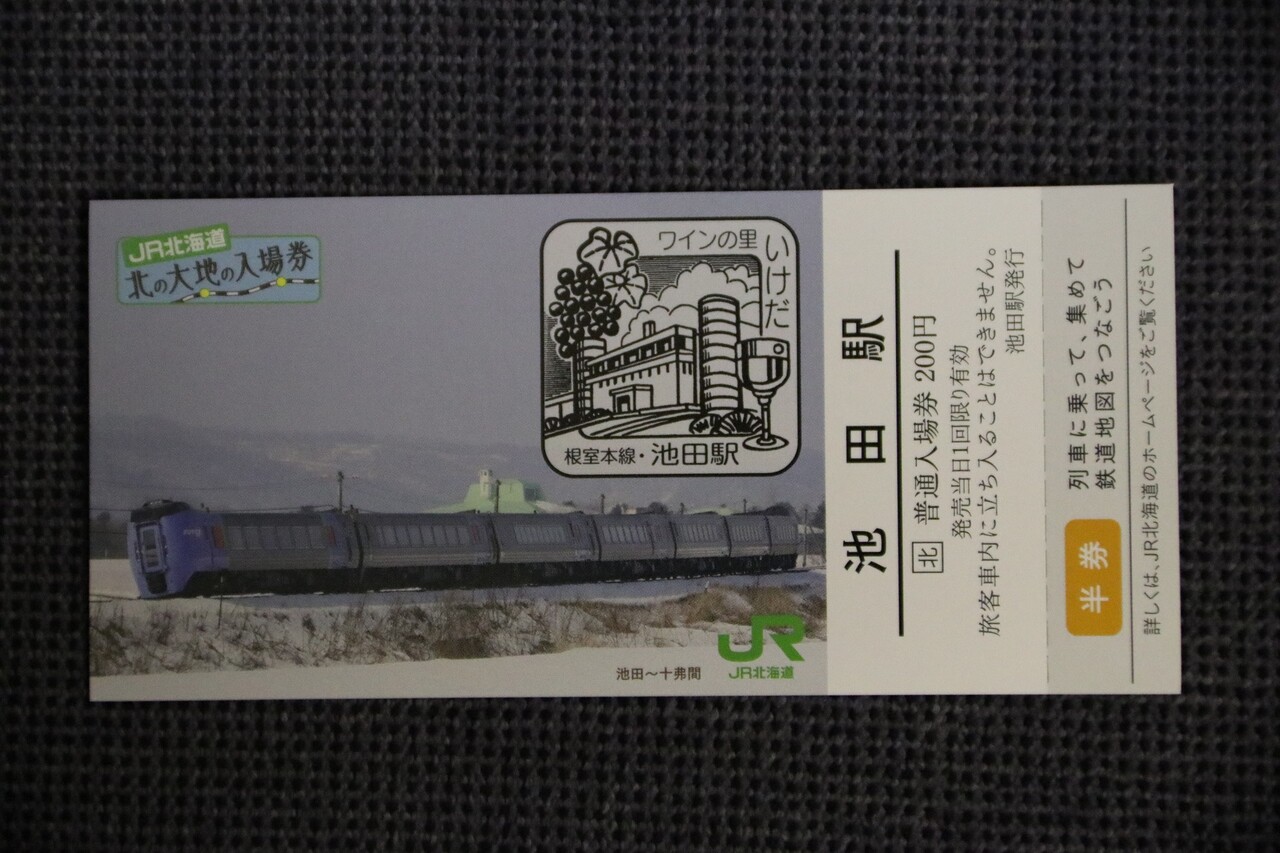 JR北海道
北の大地の入場券
ワインの里
いけだ
根室本線・池田駅
池田～十弗間
JR
JR北海道
池田駅
北 普通入場券 200円
発売当日1回限り有効
旅客車内に立ち入ることはできません。
池田駅発行
半券
列車に乗って、集めて
鉄道地図をつなごう
詳しくは、JR北海道のホームページをご覧ください